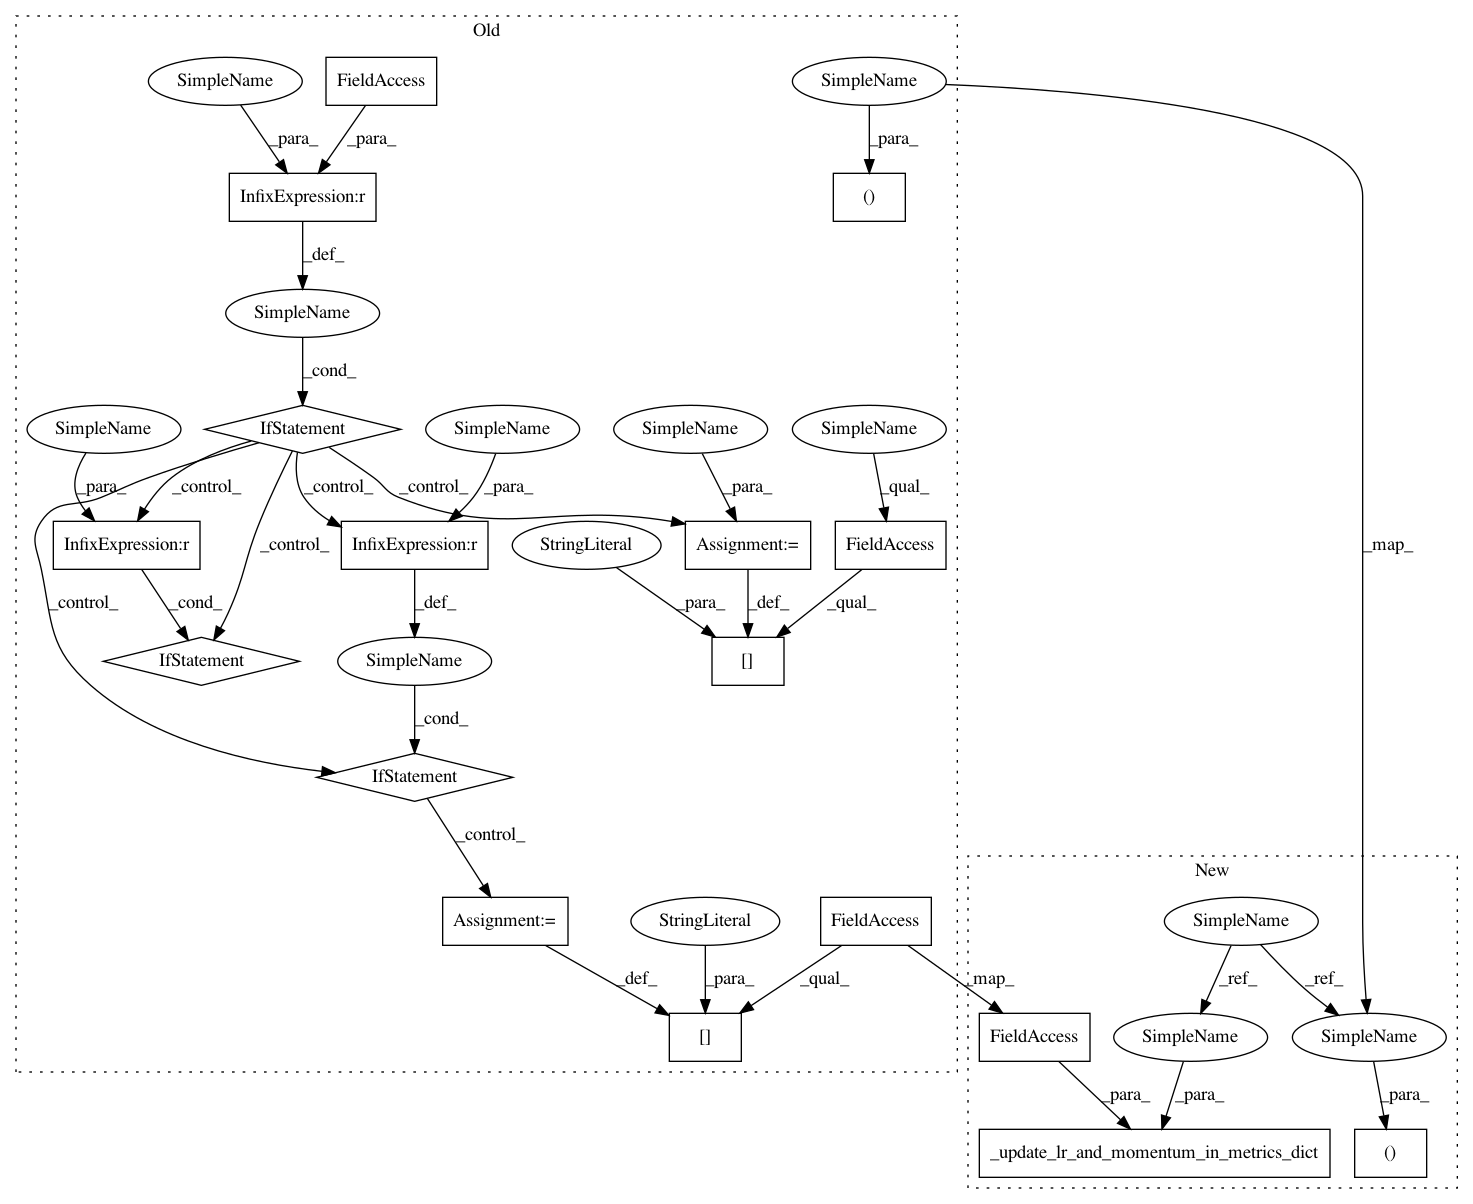 Old
SimpleName
FieldAccess
SimpleName
_para_
_para_
_para_
InfixExpression:r
()
_def_
SimpleName
_cond_
SimpleName
IfStatement
SimpleName
SimpleName
SimpleName
_para_
_control_
_control_
_para_
_control_
_para_
_qual_
InfixExpression:r
_control_
InfixExpression:r
StringLiteral
Assignment:=
FieldAccess
_map_
_control_
_cond_
_def_
_para_
_def_
_qual_
IfStatement
SimpleName
[]
_cond_
IfStatement
_control_
New
Assignment:=
StringLiteral
FieldAccess
SimpleName
_def_
_para_
_qual_
_map_
_ref_
_ref_
[]
FieldAccess
SimpleName
SimpleName
_para_
_para_
_para_
_update_lr_and_momentum_in_metrics_dict
()